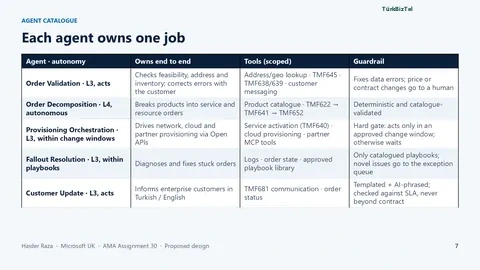 TürkBizTel
AGENT CATALOGUE
Each agent owns one job
Agent · autonomy
Owns end to end
Tools (scoped)
Guardrail
Order Validation · L3, acts
Checks feasibility, address and
inventory; corrects errors with
the customer
Address/geo lookup · TMF645 ·
TMF638/639 · customer
messaging
Fixes data errors; price or
contract changes go to a human
Order Decomposition · L4,
autonomous
Breaks products into service and
resource orders
Product catalogue · TMF622 →
TMF641 → TMF652
Deterministic and catalogue-
validated
Provisioning Orchestration ·
L3, within change windows
Drives network, cloud and
partner provisioning via Open
APIs
Service activation (TMF640) ·
cloud provisioning · partner
MCP tools
Hard gate: acts only in an
approved change window;
otherwise waits
Fallout Resolution · L3, within
playbooks
Diagnoses and fixes stuck orders
Logs · order state · approved
playbook library
Only catalogued playbooks;
novel issues go to the exception
queue
Customer Update · L3, acts
Informs enterprise customers in
Turkish / English
TMF681 communication · order
status
Templated + AI-phrased;
checked against SLA, never
beyond contract
Haider Raza · Microsoft UK · AMA Assignment 30 · Proposed design
7